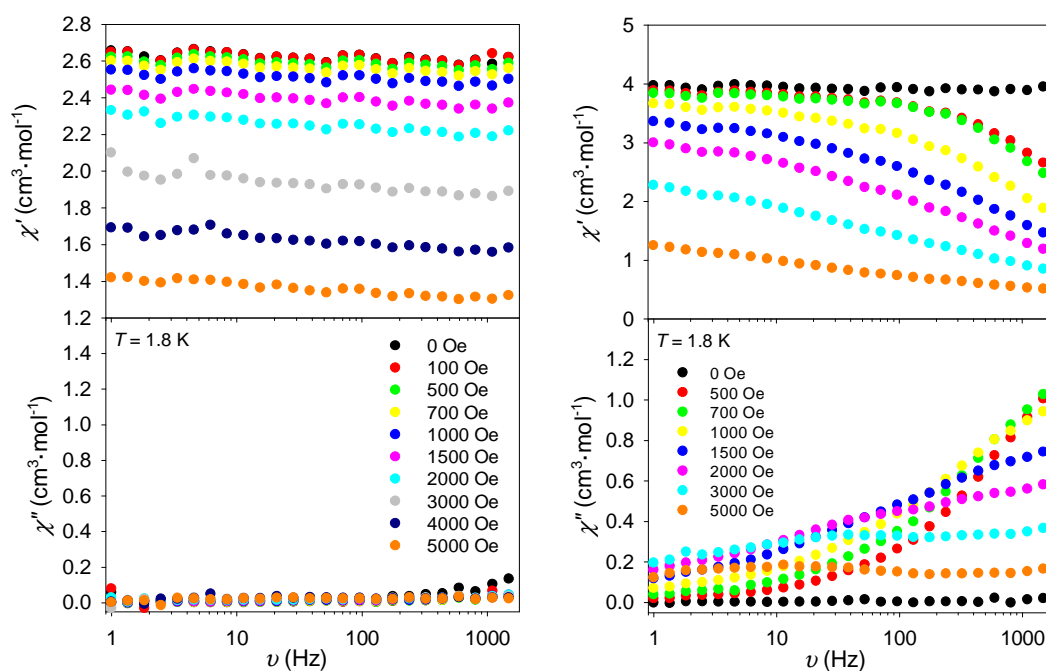 χ′ (cm³·mol⁻¹)
2.8
2.6
2.4
2.2
2.0
1.8
1.6
1.4
1.2
χ″ (cm³·mol⁻¹)
1.4
1.2
1.0
0.8
0.6
0.4
0.2
0.0
T = 1.8 K
0 Oe
100 Oe
500 Oe
700 Oe
1000 Oe
1500 Oe
2000 Oe
3000 Oe
4000 Oe
5000 Oe
1 10 100 1000
υ (Hz)
χ′ (cm³·mol⁻¹)
5
4
3
2
1
0
χ″ (cm³·mol⁻¹)
1.2
1.0
0.8
0.6
0.4
0.2
0.0
T = 1.8 K
0 Oe
500 Oe
700 Oe
1000 Oe
1500 Oe
2000 Oe
3000 Oe
5000 Oe
1 10 100 1000
υ (Hz)